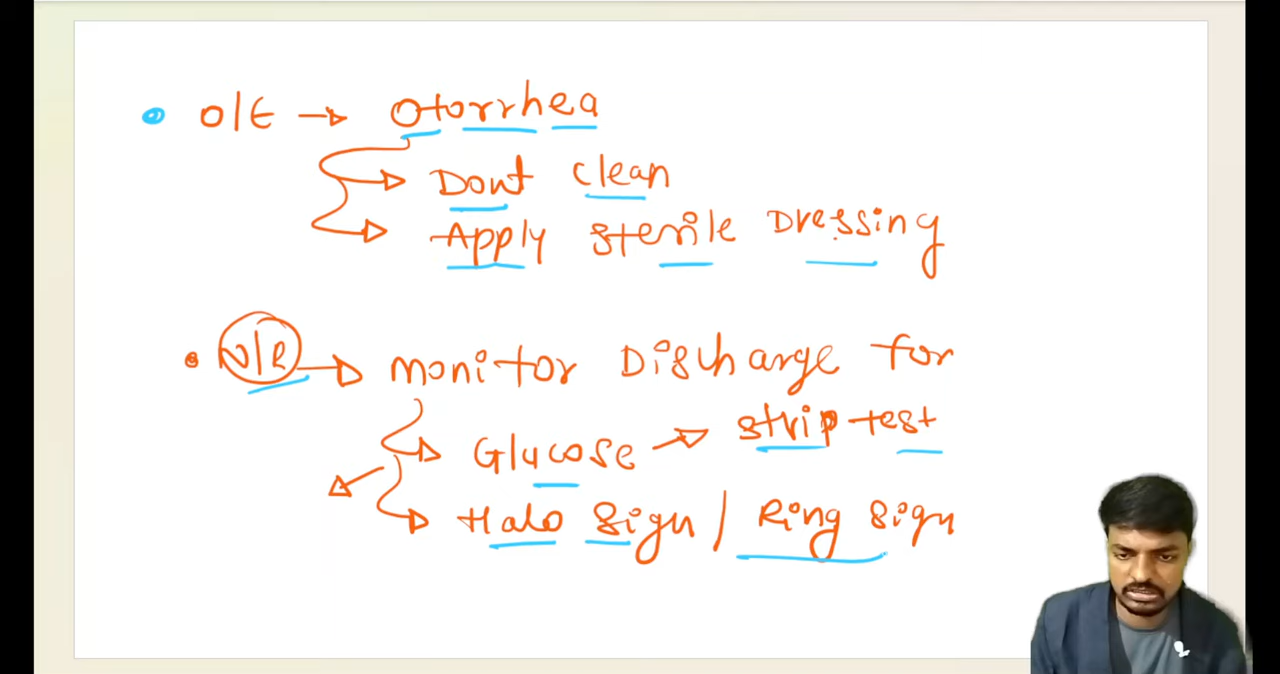 O/E → Otorrhea
Dont clean
Apply sterile Dressing
N/R → Monitor Discharge for
Glucose → strip test
Halo sign / Ring sign